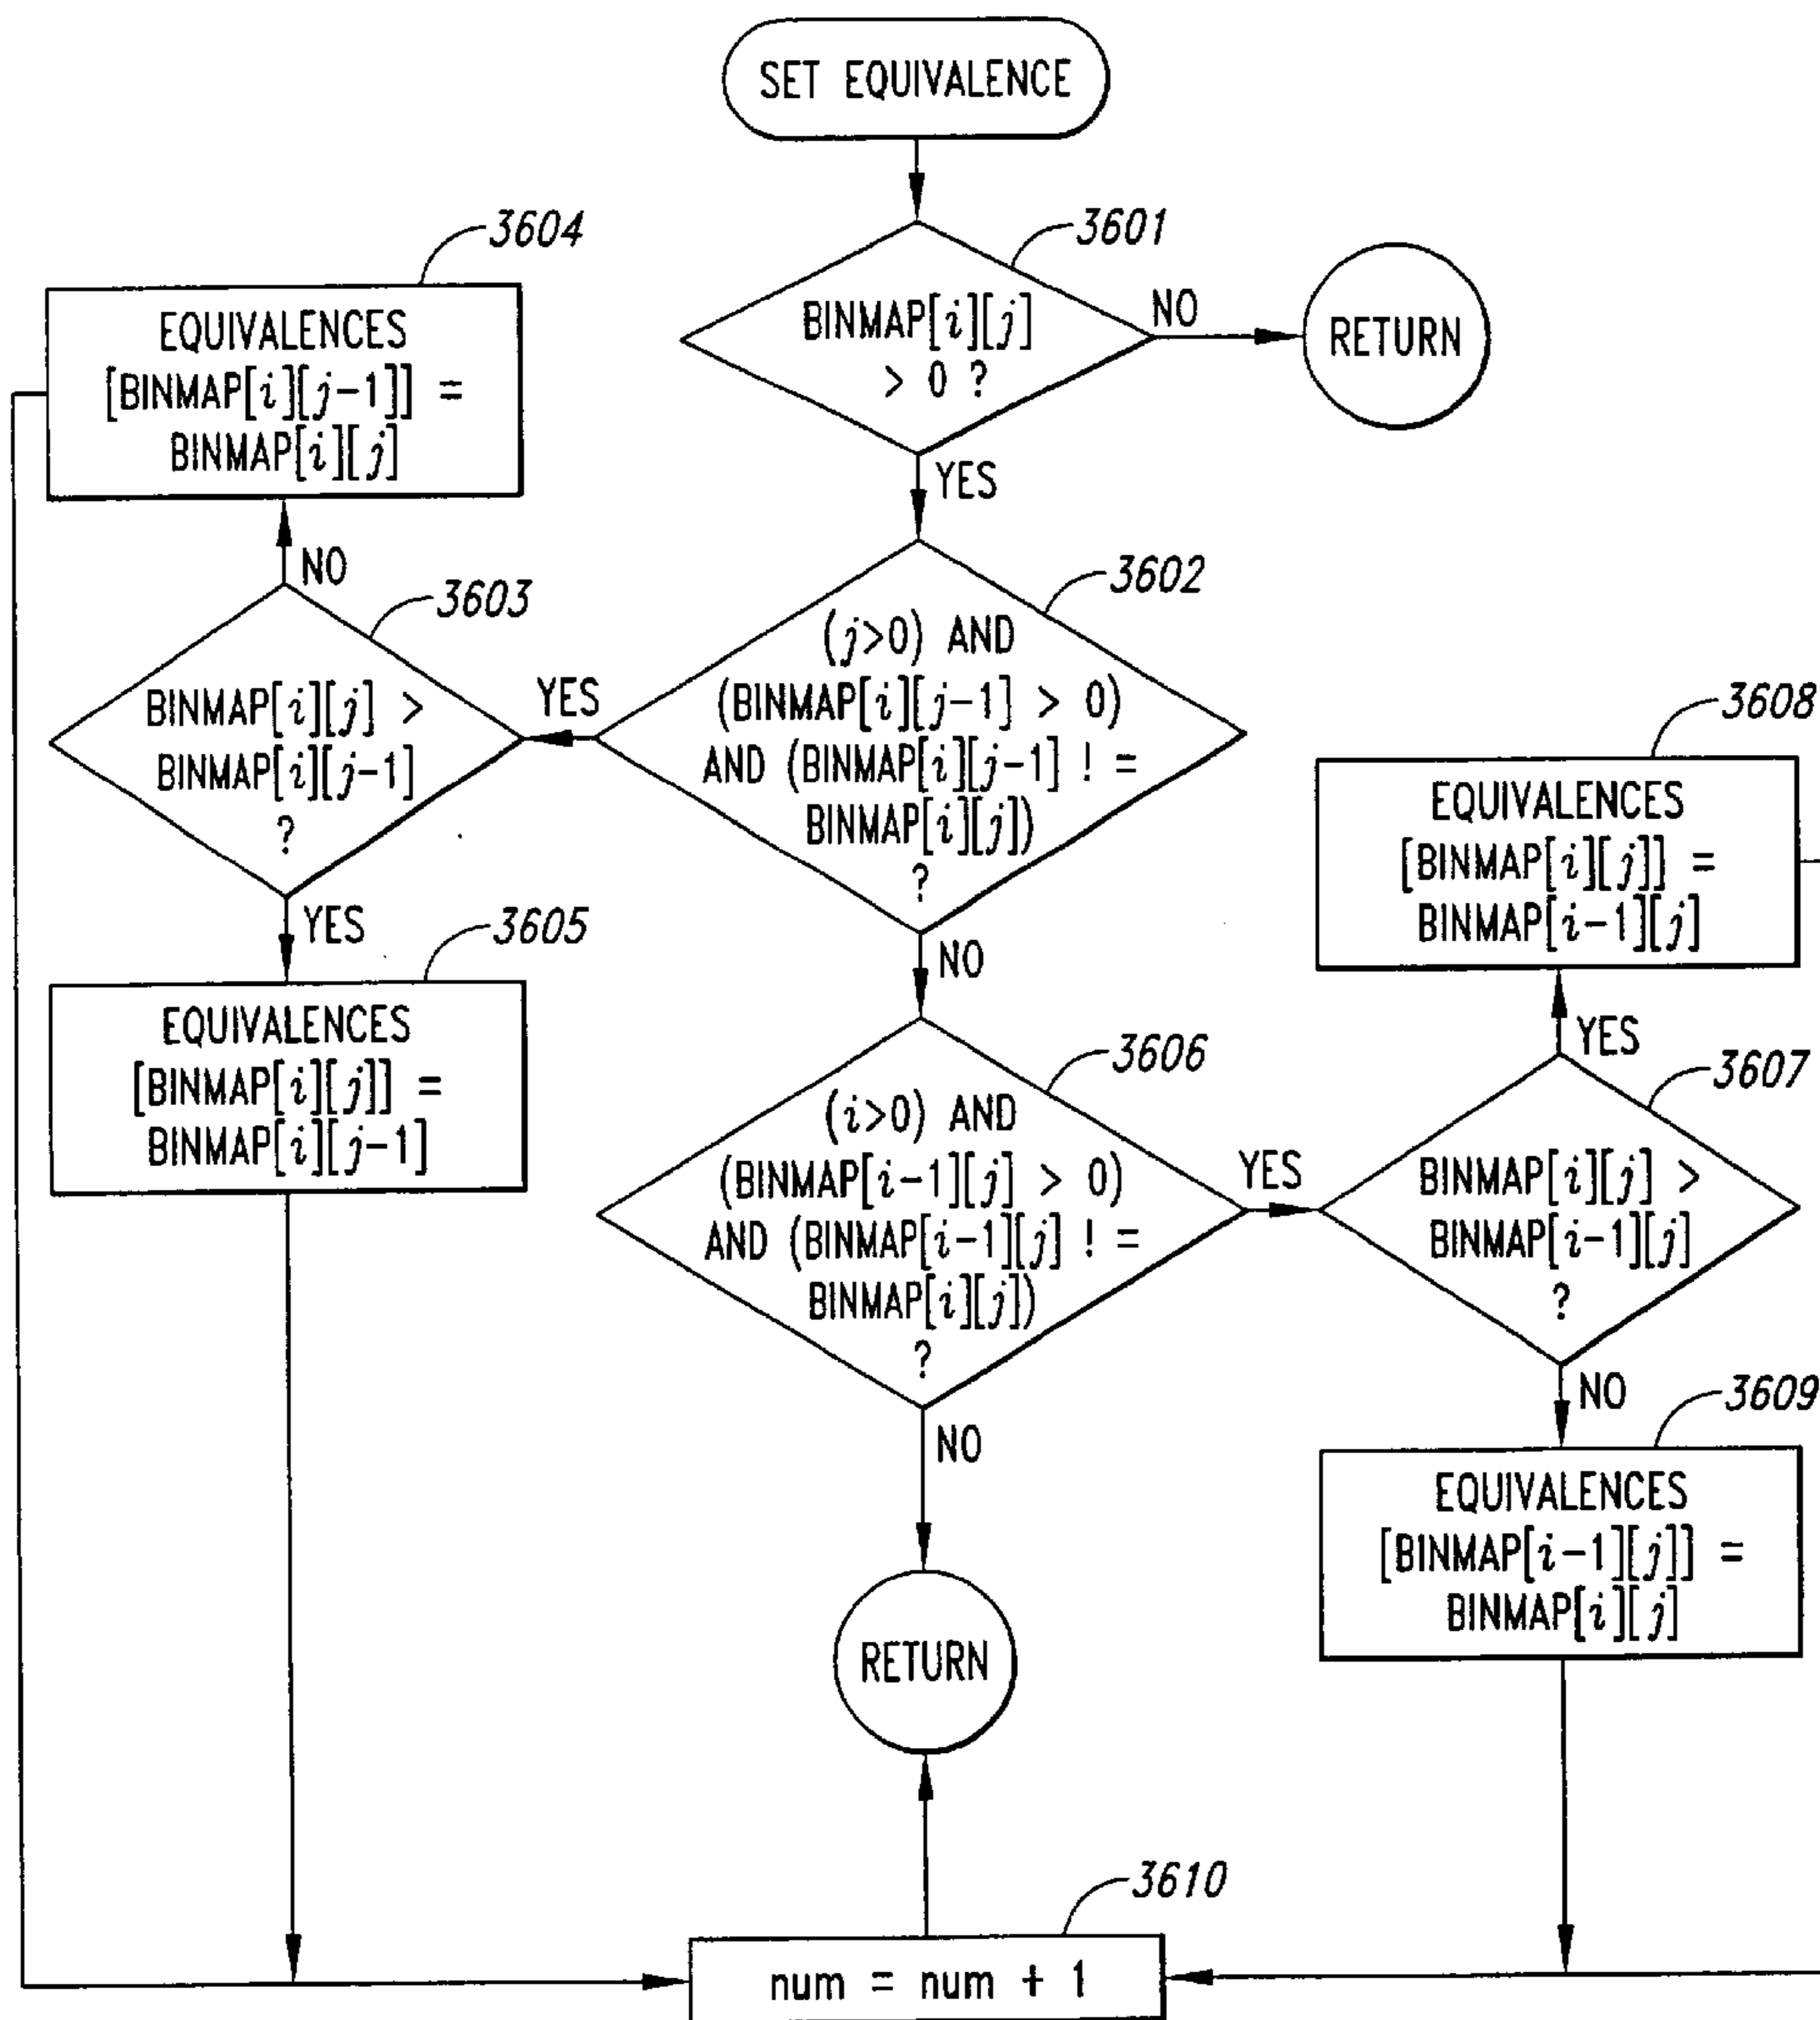 SET EQUIVALENCE
3601
BINMAP[i][j]
> 0 ?
NO
RETURN
YES
3604
EQUIVALENCES
[BINMAP[i][j-1]] =
BINMAP[i][j]
NO
3603
BINMAP[i][j] >
BINMAP[i][j-1]
?
YES
3602
(j>0) AND
(BINMAP[i][j-1] > 0)
AND (BINMAP[i][j-1] ! =
BINMAP[i][j])
?
YES
NO
3605
EQUIVALENCES
[BINMAP[i][j]] =
BINMAP[i][j-1]
3606
(i>0) AND
(BINMAP[i-1][j] > 0)
AND (BINMAP[i-1][j] ! =
BINMAP[i][j])
?
YES
NO
3608
EQUIVALENCES
[BINMAP[i][j]] =
BINMAP[i-1][j]
YES
3607
BINMAP[i][j] >
BINMAP[i-1][j]
?
NO
3609
EQUIVALENCES
[BINMAP[i-1][j]] =
BINMAP[i][j]
RETURN
3610
num = num + 1